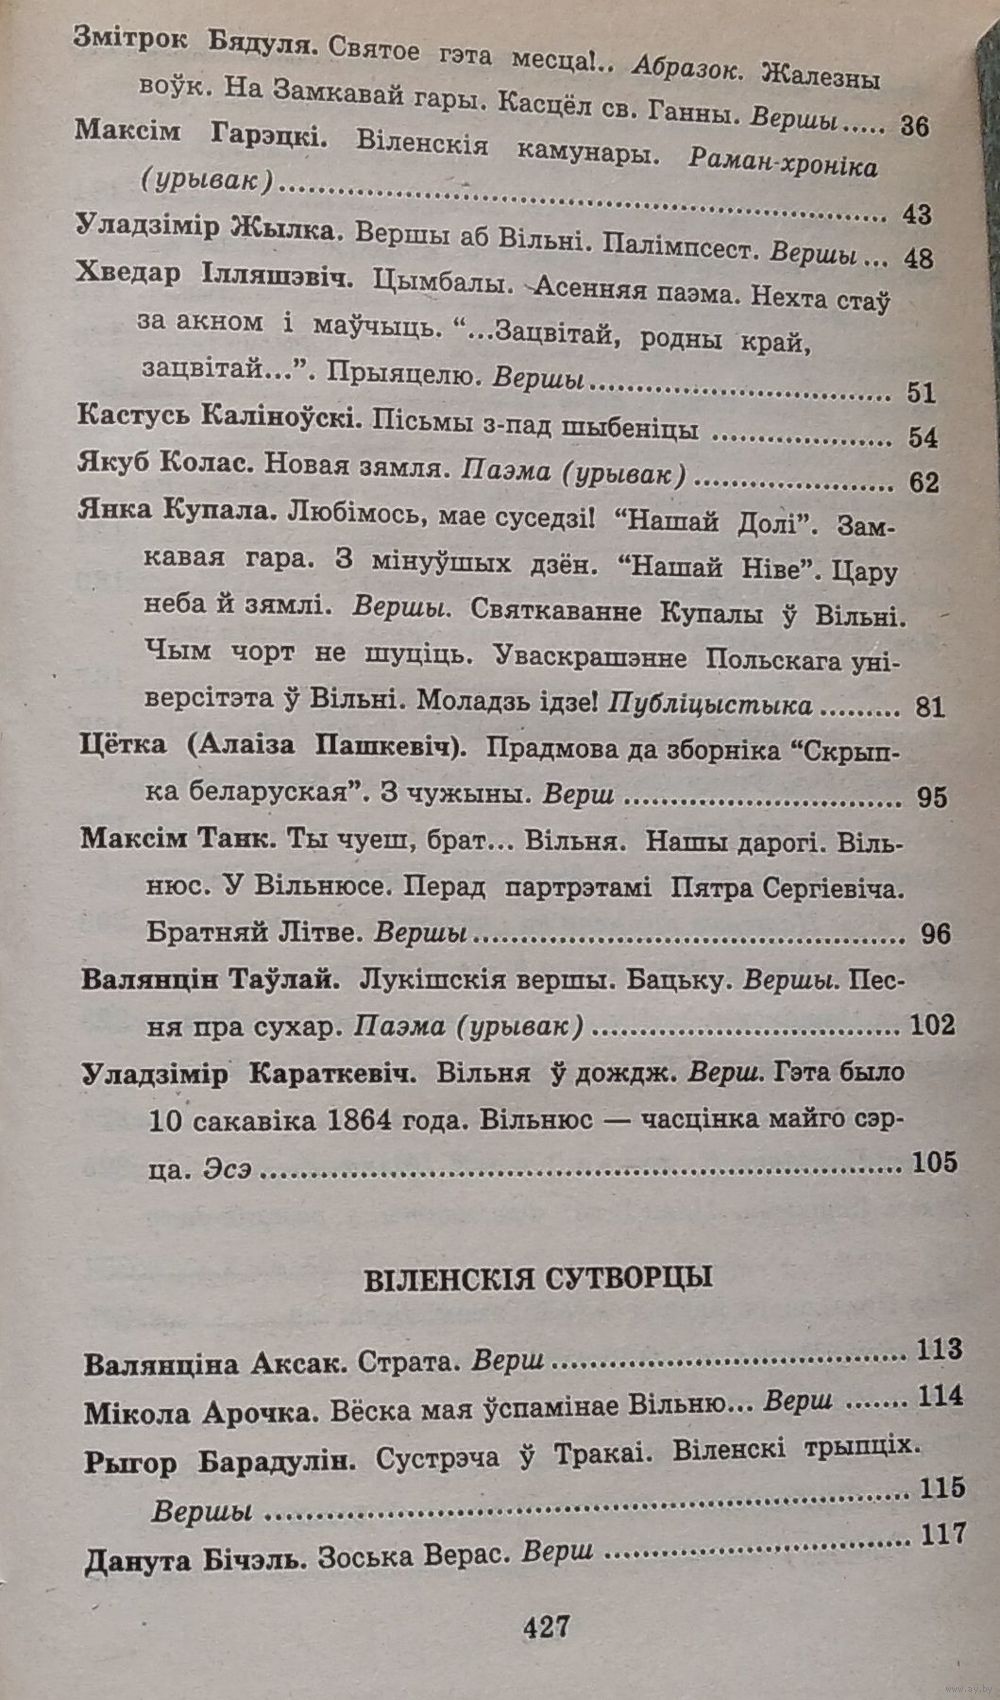 Змітрок Бядуля. Святое гэта месца!.. Абразок. Жалезны
воўк. На Замкавай гары. Касцёл св. Ганны. Вершы ..... 36
Максім Гарэцкі. Віленскія камунары. Раман-хроніка
(урывак) ............................................................ 43
Уладзімір Жылка. Вершы аб Вільні. Палімпсест. Вершы ... 48
Хведар Ілляшэвіч. Цымбалы. Асенняя паэма. Нехта стаў
за акном і маўчыць. “...Зацвітай, родны край,
зацвітай...”. Прыяцелю. Вершы .................................. 51
Кастусь Каліноўскі. Пісьмы з-пад шыбеніцы .................... 54
Якуб Колас. Новая зямля. Паэма (урывак) ...................... 62
Янка Купала. Любімось, мае суседзі! “Нашай Долі”. Зам-
кавая гара. З мінуўшых дзён. “Нашай Ніве”. Цару
неба й зямлі. Вершы. Святкаванне Купалы ў Вільні.
Чым чорт не шуціць. Уваскрашэнне Польскага уні-
версітэта ў Вільні. Моладзь ідзе! Публіцыстыка ......... 81
Цётка (Алаіза Пашкевіч). Прадмова да зборніка “Скрып-
ка беларуская”. З чужыны. Верш .............................. 95
Максім Танк. Ты чуеш, брат... Вільня. Нашы дарогі. Віль-
нюс. У Вільнюсе. Перад партрэтамі Пятра Сергіевіча.
Братняй Літве. Вершы ............................................... 96
Валянцін Таўлай. Лукішскія вершы. Бацьку. Вершы. Пес-
ня пра сухар. Паэма (урывак) .................................. 102
Уладзімір Караткевіч. Вільня ў дождж. Верш. Гэта было
10 сакавіка 1864 года. Вільнюс — часцінка майго сэр-
ца. Эсэ .................................................................. 105
ВІЛЕНСКІЯ СУТВОРЦЫ
Валянціна Аксак. Страта. Верш ..................................... 113
Мікола Арочка. Вёска мая ўспамінае Вільню... Верш ....... 114
Рыгор Барадулін. Сустрэча ў Тракаі. Віленскі трыпціх.
Вершы ................................................................. 115
Данута Бічэль. Зоська Верас. Верш ................................ 117
427
www.ay.by